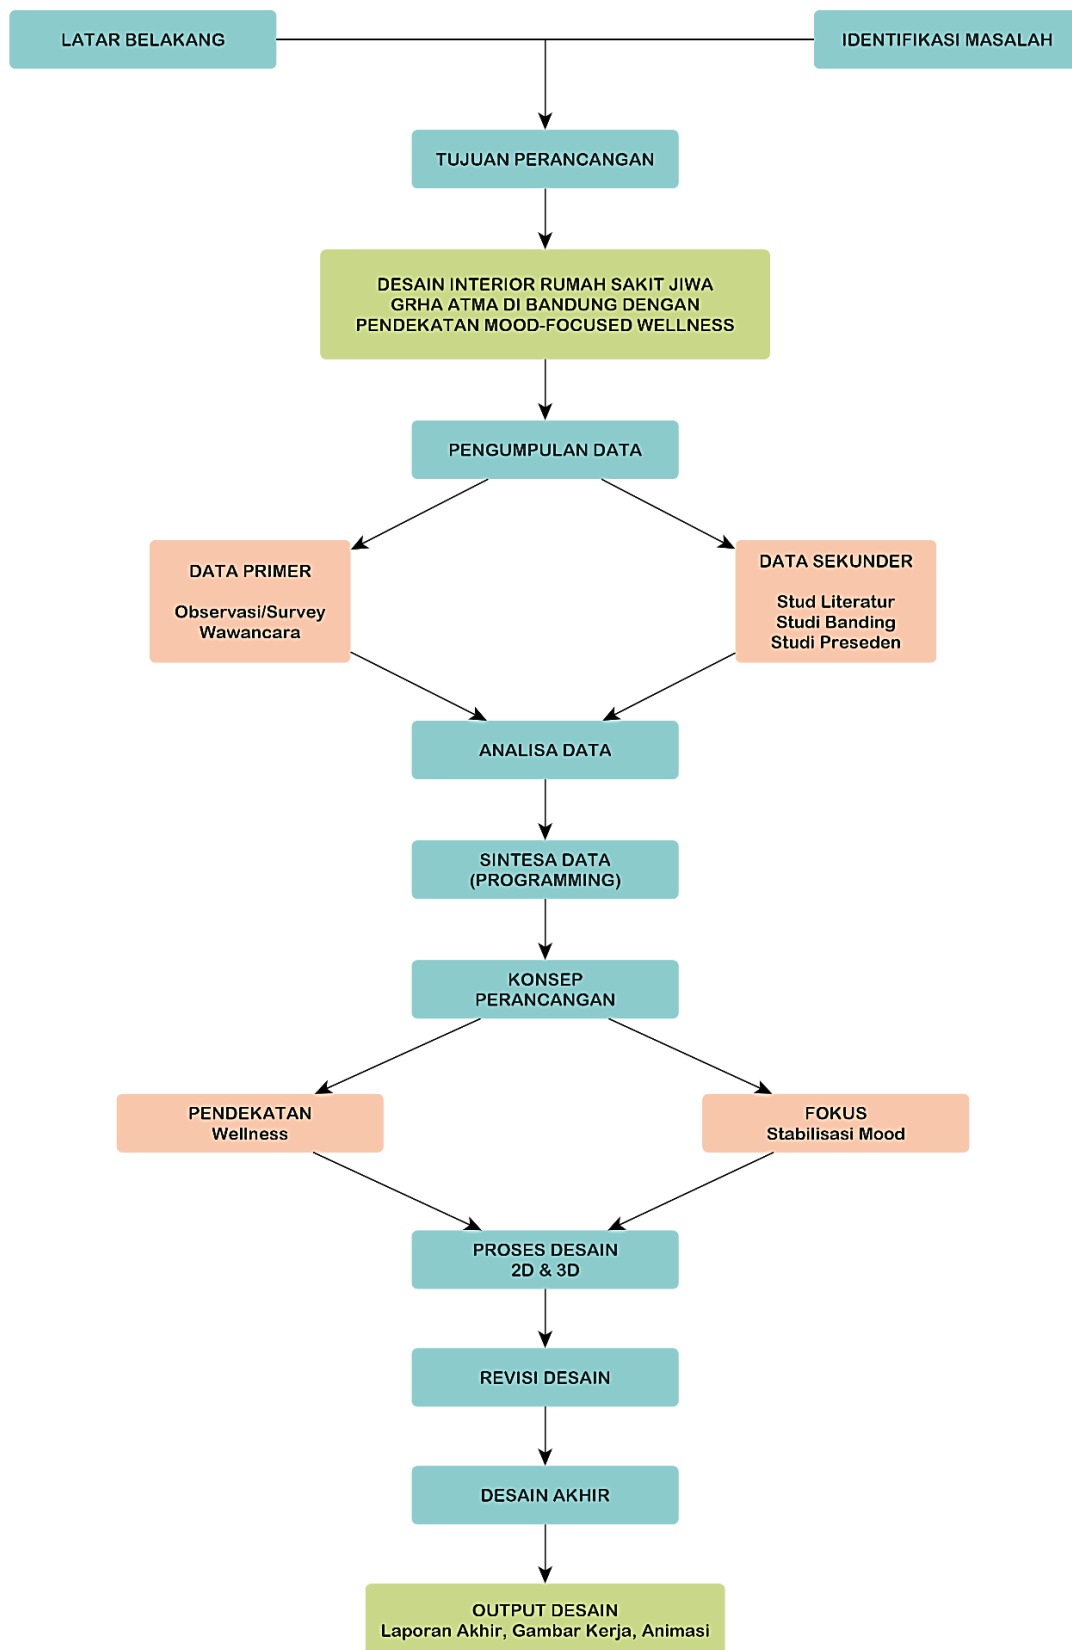 LATAR BELAKANG
IDENTIFIKASI MASALAH
TUJUAN PERANCANGAN
DESAIN INTERIOR RUMAH SAKIT JIWA
GRHA ATMA DI BANDUNG DENGAN
PENDEKATAN MOOD-FOCUSED WELLNESS
PENGUMPULAN DATA
DATA PRIMER
Observasi/Survey
Wawancara
DATA SEKUNDER
Stud Literatur
Studi Banding
Studi Preseden
ANALISA DATA
SINTESA DATA
(PROGRAMMING)
KONSEP
PERANCANGAN
PENDEKATAN
Wellness
FOKUS
Stabilisasi Mood
PROSES DESAIN
2D & 3D
REVISI DESAIN
DESAIN AKHIR
OUTPUT DESAIN
Laporan Akhir, Gambar Kerja, Animasi